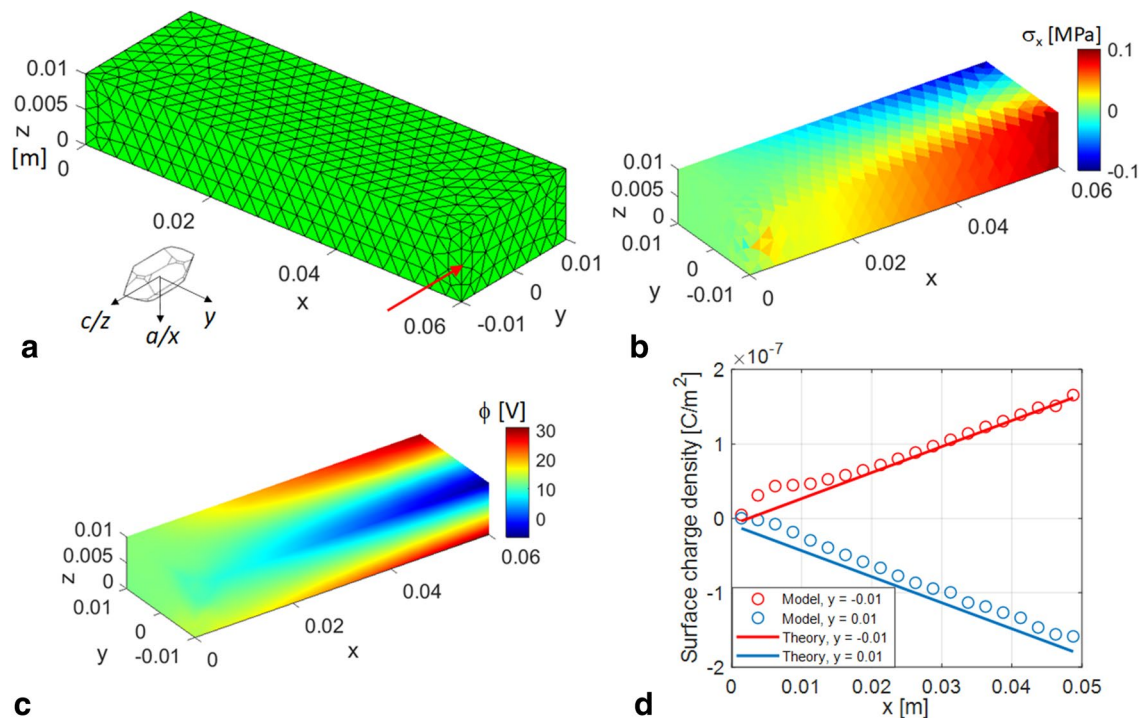 0.01
0.005
z
[m]
0
0
0.02
0.04
x
0.06
-0.01
0
y
0.01
c/z
a/x
y
a
σx [MPa]
0.1
0
-0.1
0.01
0.005
z
0
0.01
0
y
-0.01
0
0.02
x
0.04
0.06
b
ϕ [V]
30
20
10
0
0.01
0.005
z
0
0.01
0
y
-0.01
0
0.02
x
0.04
0.06
c
×10-7
2
1
0
-1
-2
Surface charge density [C/m2]
Model, y = -0.01
Model, y = 0.01
Theory, y = -0.01
Theory, y = 0.01
0 0.01 0.02 0.03 0.04 0.05
x [m]
d